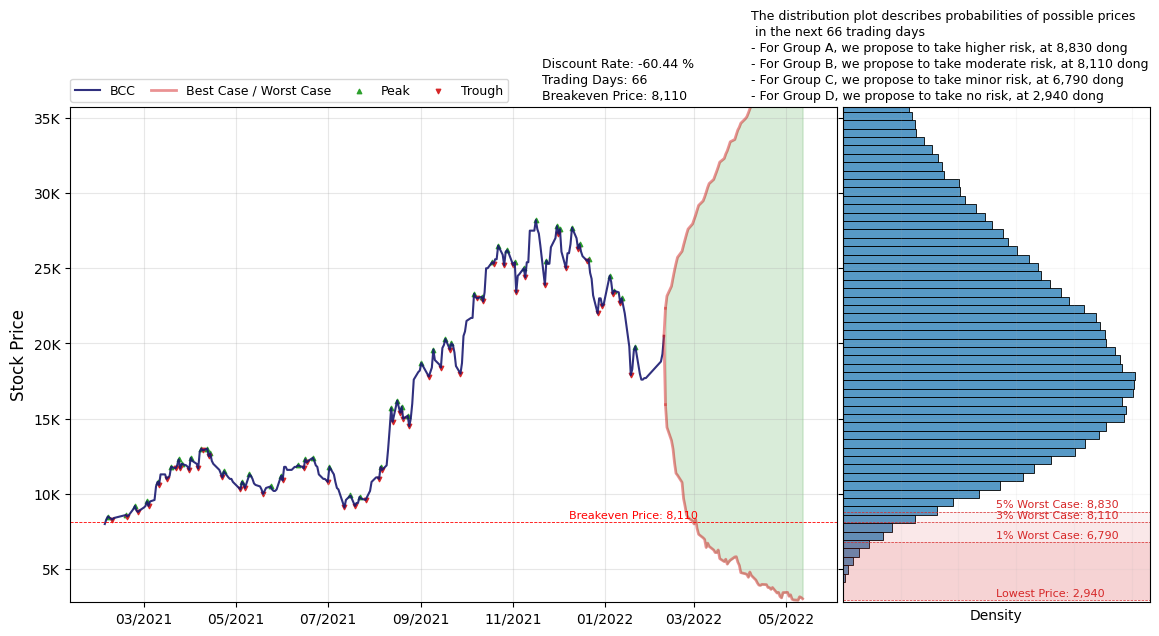 The distribution plot describes probabilities of possible prices
in the next 66 trading days
- For Group A, we propose to take higher risk, at 8,830 dong
- For Group B, we propose to take moderate risk, at 8,110 dong
- For Group C, we propose to take minor risk, at 6,790 dong
- For Group D, we propose to take no risk, at 2,940 dong
Discount Rate: -60.44 %
Trading Days: 66
Breakeven Price: 8,110
BCC
Best Case / Worst Case
Peak
Trough
Stock Price
35K
30K
25K
20K
15K
10K
5K
Breakeven Price: 8,110
03/2021
05/2021
07/2021
09/2021
11/2021
01/2022
03/2022
05/2022
5% Worst Case: 8,830
3% Worst Case: 8,110
1% Worst Case: 6,790
Lowest Price: 2,940
Density